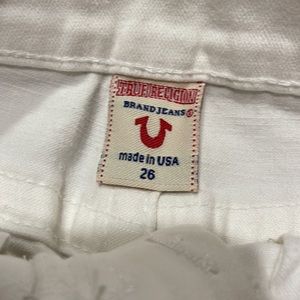 TRUE RELIGION
BRAND JEANS®
made in USA
26